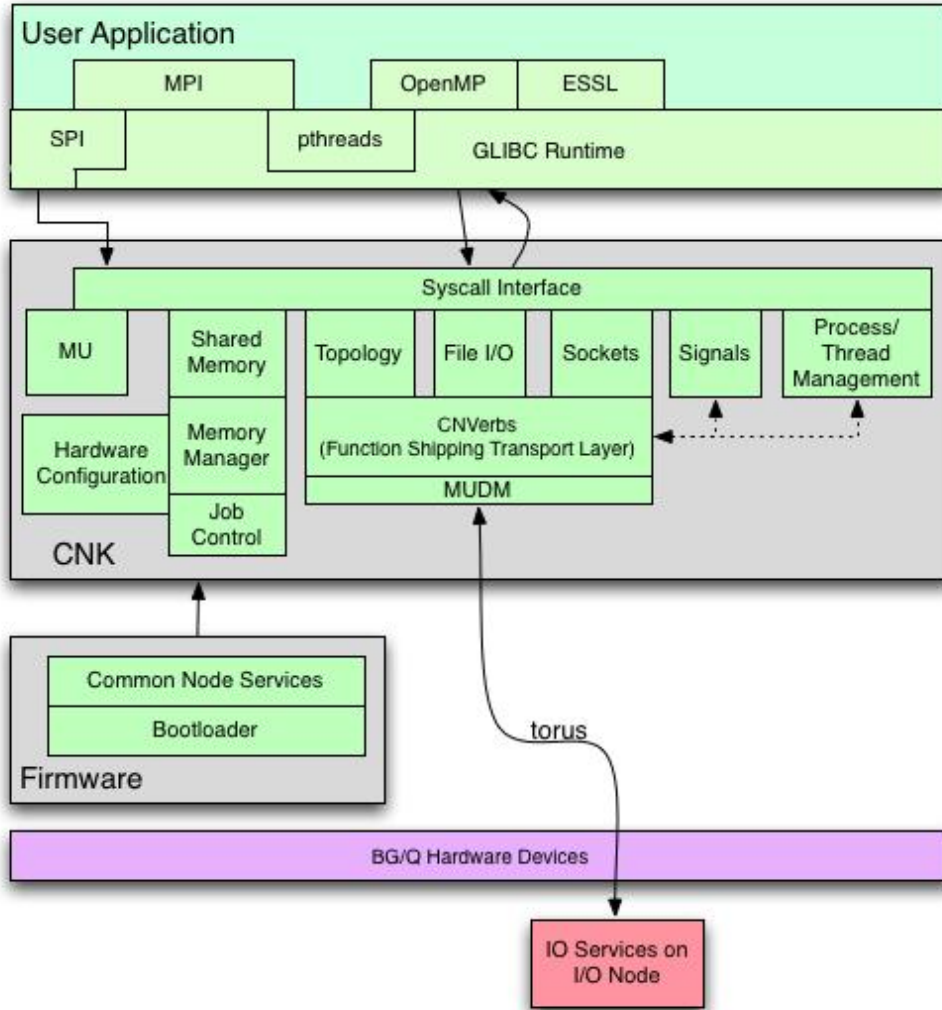 User Application
MPI
OpenMP
ESSL
SPI
pthreads
GLIBC Runtime
Syscall Interface
MU
Shared
Memory
Topology
File I/O
Sockets
Signals
Process/
Thread
Management
Hardware
Configuration
Memory
Manager
CNVerbs
(Function Shipping Transport Layer)
MUDM
Job
Control
CNK
Common Node Services
Bootloader
Firmware
torus
BG/Q Hardware Devices
IO Services on
I/O Node